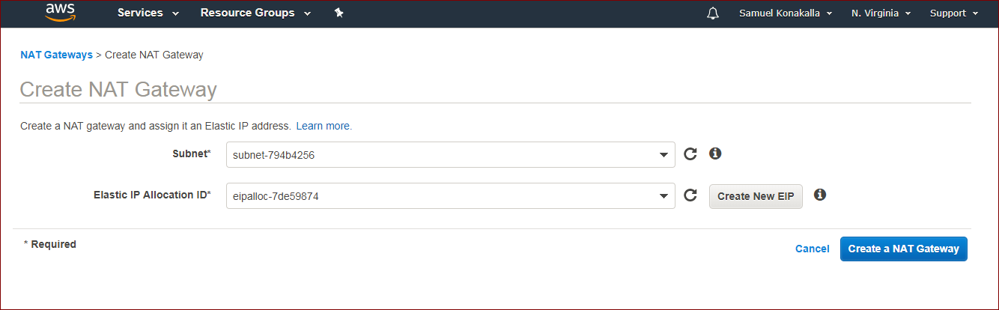 aws Services Resource Groups Samuel Konakalla N. Virginia Support
NAT Gateways > Create NAT Gateway
Create NAT Gateway
Create a NAT gateway and assign it an Elastic IP address. Learn more.
Subnet* subnet-794b4256
Elastic IP Allocation ID* eipalloc-7de59874 Create New EIP
* Required
Cancel Create a NAT Gateway